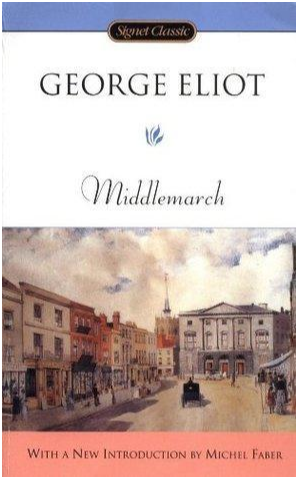 Signet Classic
GEORGE ELIOT
Middlemarch
WITH A NEW INTRODUCTION BY MICHEL FABER